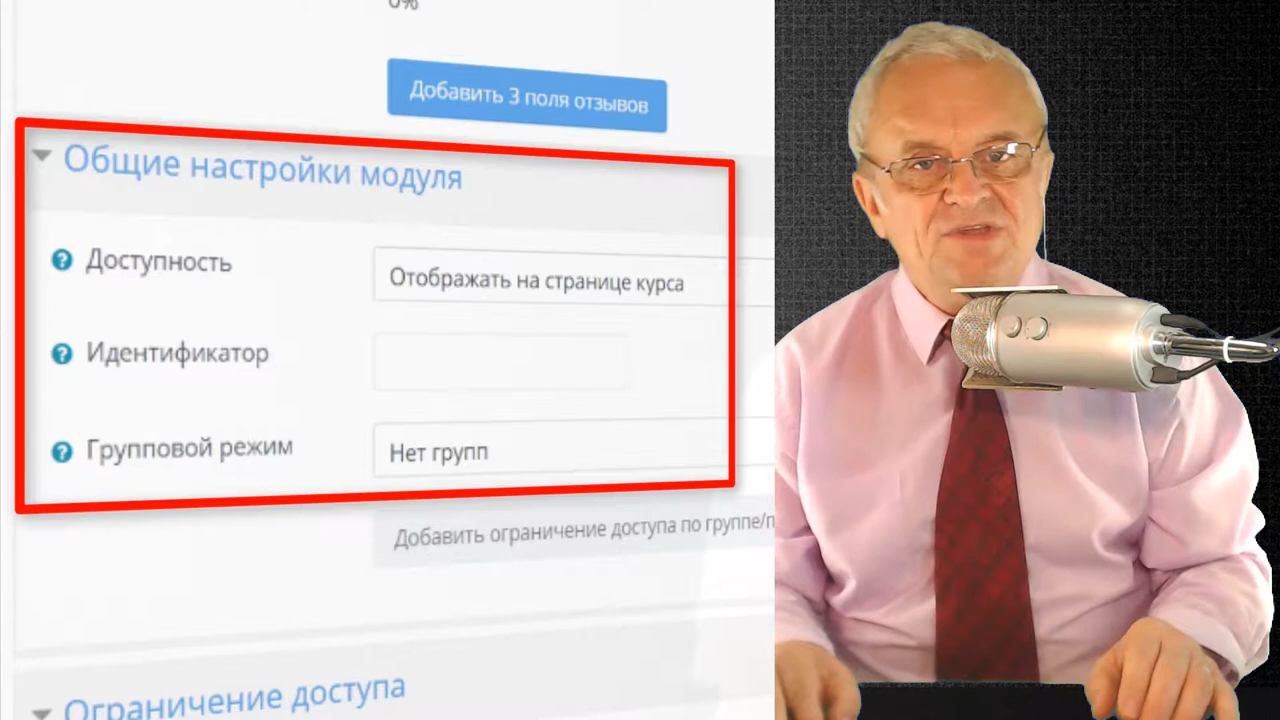 0%
Добавить 3 поля отзывов
Общие настройки модуля
Доступность
Отображать на странице курса
Идентификатор
Групповой режим
Нет групп
Добавить ограничение доступа по группе/п
Ограничение доступа